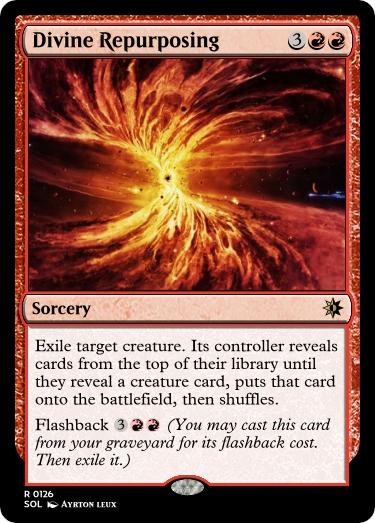 Divine Repurposing 3
Sorcery
Exile target creature. Its controller reveals
cards from the top of their library until
they reveal a creature card, puts that card
onto the battlefield, then shuffles.
Flashback 3 (You may cast this card
from your graveyard for its flashback cost.
Then exile it.)
R 0126
SOL AYRTON LEUX